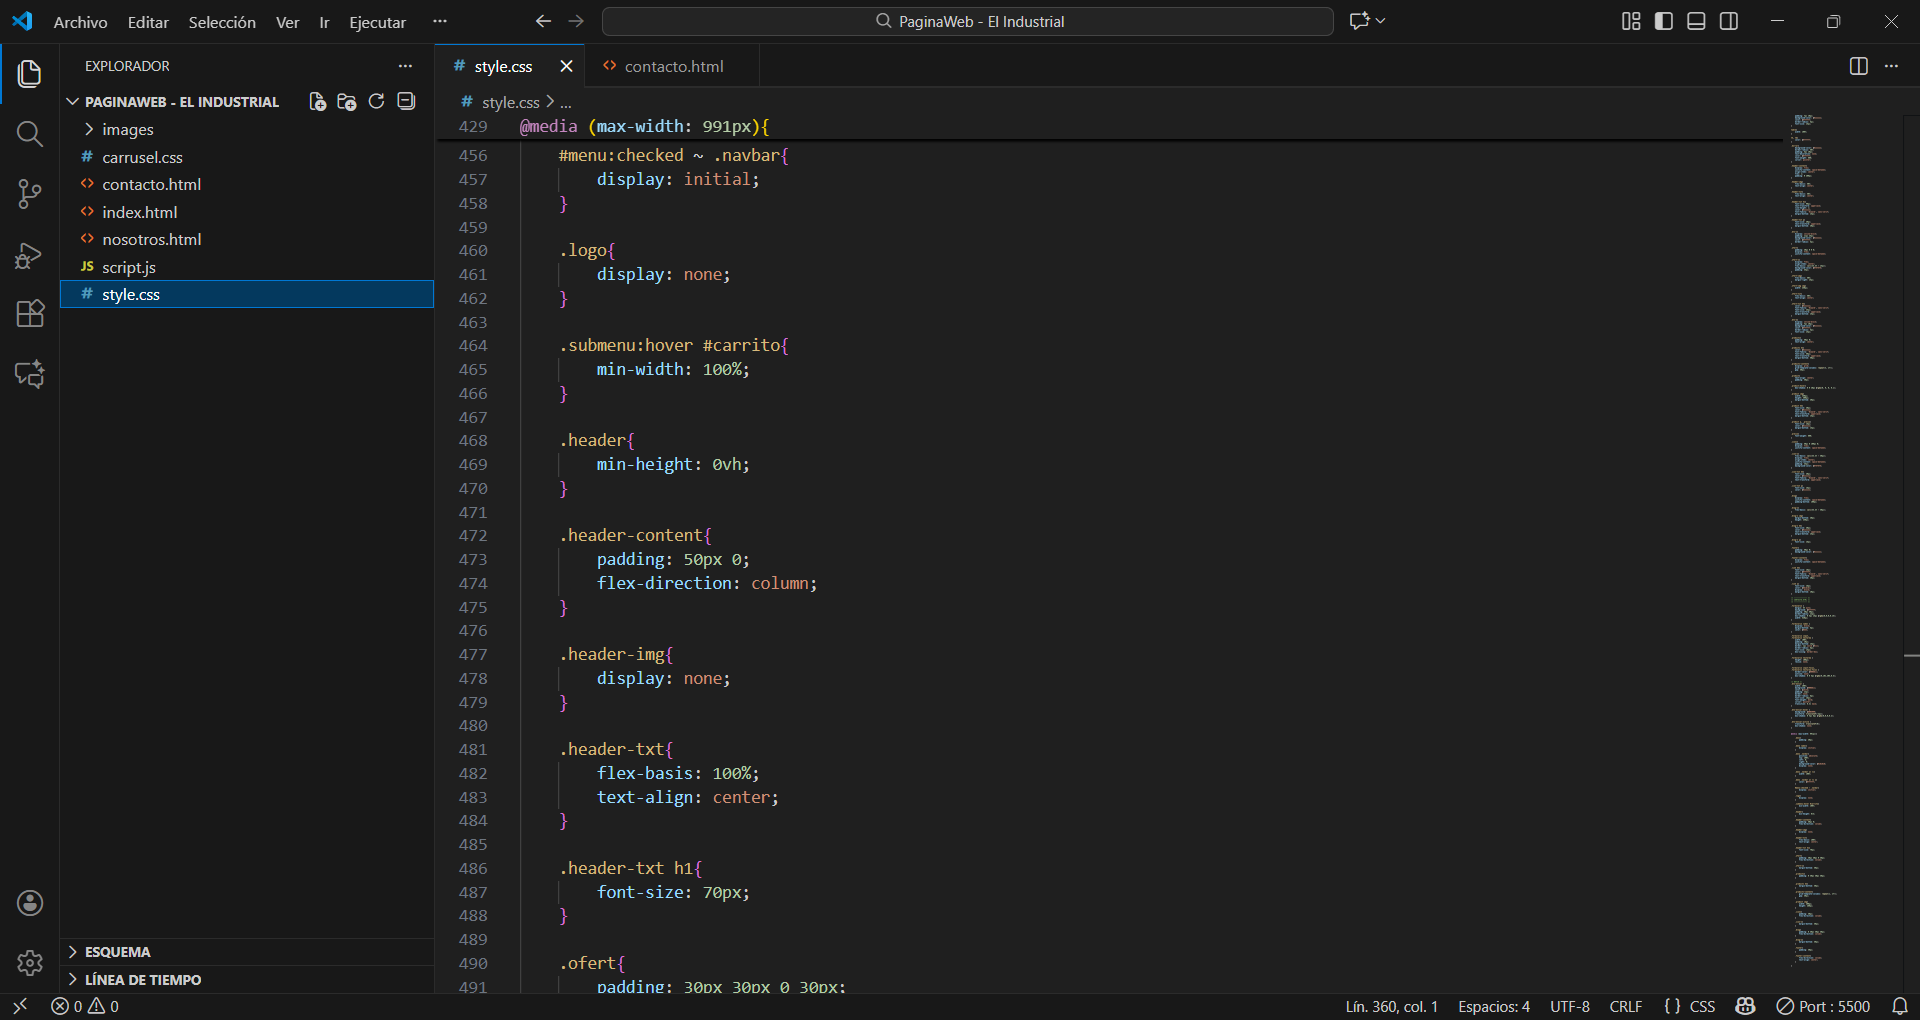 Archivo Editar Selección Ver Ir Ejecutar ··· PaginaWeb - El Industrial
EXPLORADOR ···
PAGINAWEB - EL INDUSTRIAL
images
# carrusel.css
<> contacto.html
<> index.html
<> nosotros.html
JS script.js
# style.css
ESQUEMA
LÍNEA DE TIEMPO
# style.css <> contacto.html
# style.css > ...
429 @media (max-width: 991px){
456 #menu:checked ~ .navbar{
457 display: initial;
458 }
459
460 .logo{
461 display: none;
462 }
463
464 .submenu:hover #carrito{
465 min-width: 100%;
466 }
467
468 .header{
469 min-height: 0vh;
470 }
471
472 .header-content{
473 padding: 50px 0;
474 flex-direction: column;
475 }
476
477 .header-img{
478 display: none;
479 }
480
481 .header-txt{
482 flex-basis: 100%;
483 text-align: center;
484 }
485
486 .header-txt h1{
487 font-size: 70px;
488 }
489
490 .ofert{
491 padding: 30px 30px 0 30px;
0 0 Lín. 360, col. 1 Espacios: 4 UTF-8 CRLF {} CSS Port : 5500